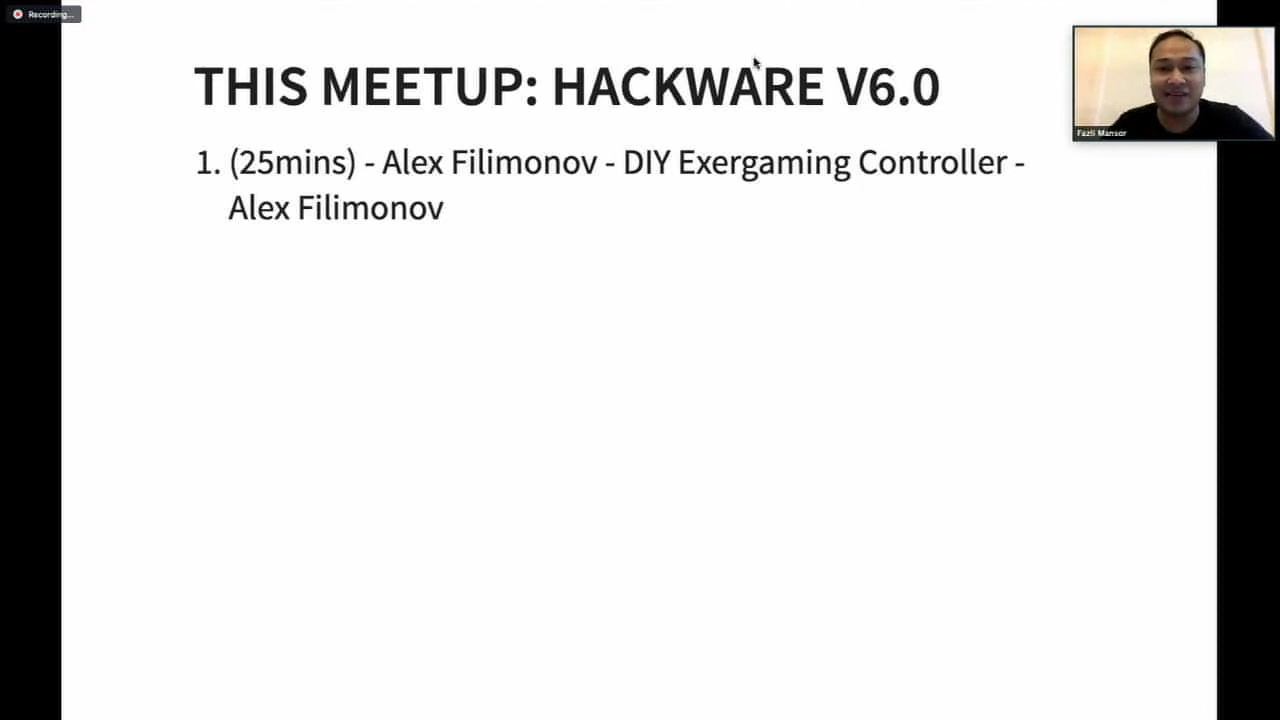 Recording...
THIS MEETUP: HACKWARE V6.0
1. (25mins) - Alex Filimonov - DIY Exergaming Controller -
Alex Filimonov
Fazli Mansor